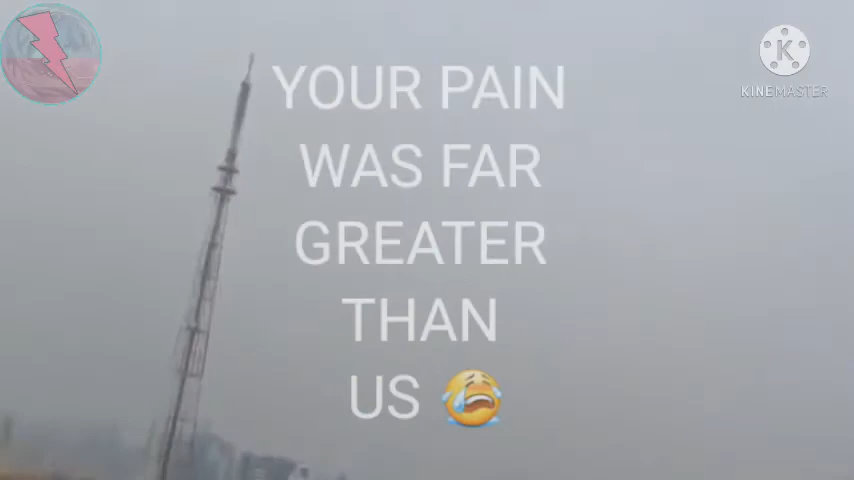 YOUR PAIN
WAS FAR
GREATER
THAN
US 😭
KINEMASTER